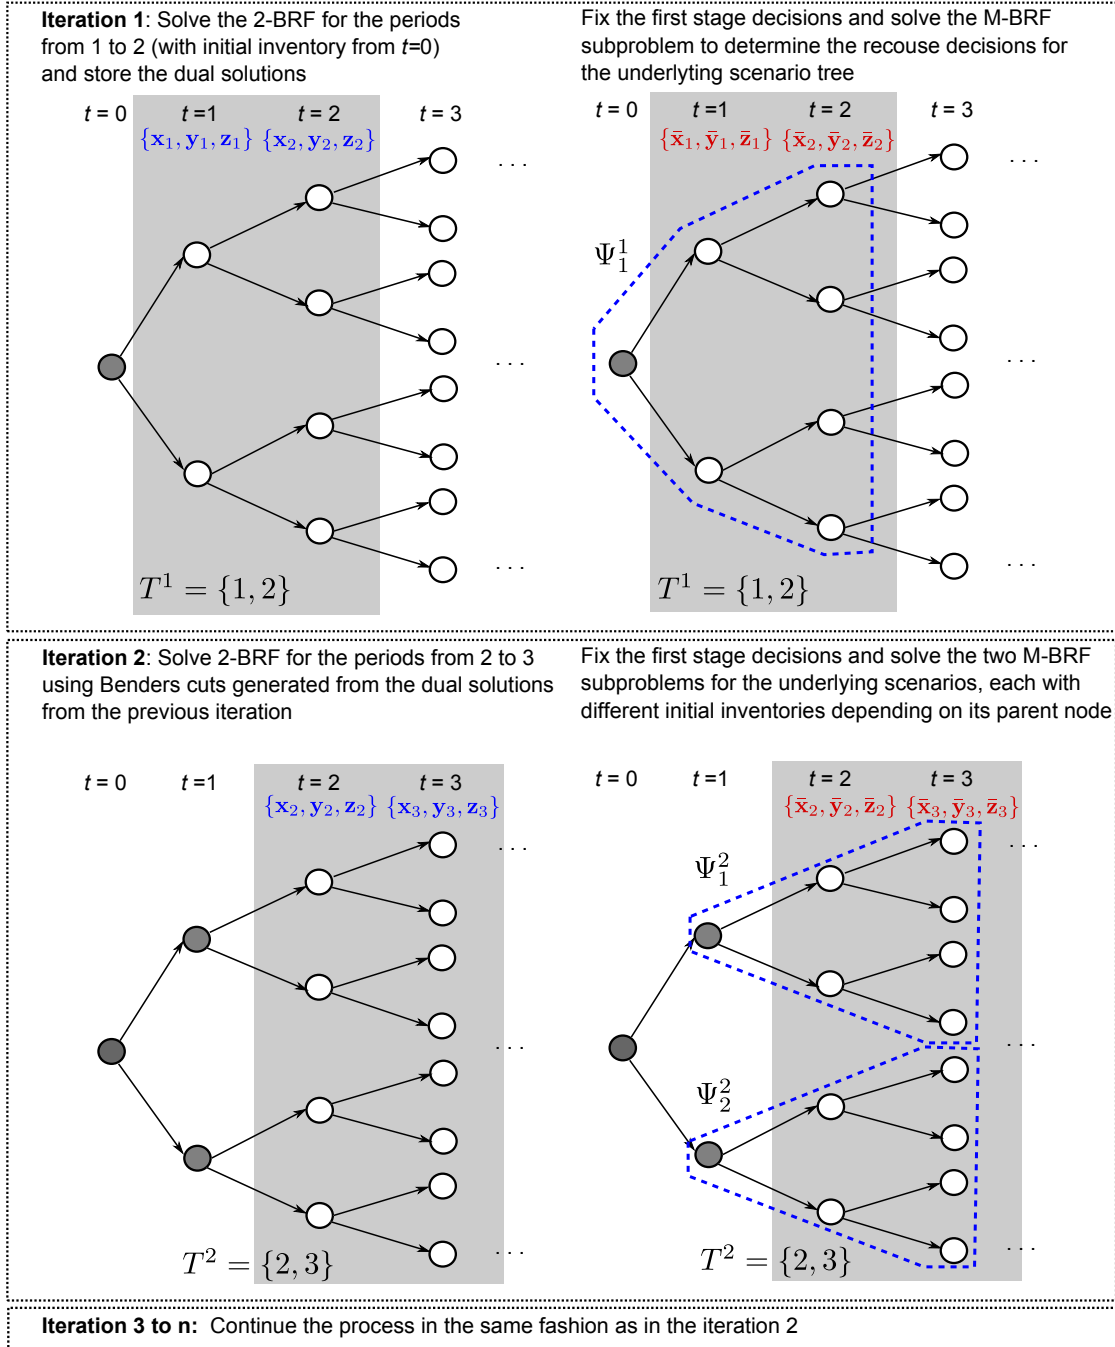 Iteration 1: Solve the 2-BRF for the periods
from 1 to 2 (with initial inventory from t=0)
and store the dual solutions
Fix the first stage decisions and solve the M-BRF
subproblem to determine the recouse decisions for
the underlyting scenario tree
t = 0 t =1 t = 2 t = 3
{x₁, y₁, z₁} {x₂, y₂, z₂}
. . .
. . .
. . .
T¹ = {1, 2}
t = 0 t =1 t = 2 t = 3
{x̄₁, ȳ₁, z̄₁} {x̄₂, ȳ₂, z̄₂}
. . .
Ψ₁¹
. . .
. . .
T¹ = {1, 2}
Iteration 2: Solve 2-BRF for the periods from 2 to 3
using Benders cuts generated from the dual solutions
from the previous iteration
Fix the first stage decisions and solve the two M-BRF
subproblems for the underlying scenarios, each with
different initial inventories depending on its parent node
t = 0 t =1 t = 2 t = 3
{x₂, y₂, z₂} {x₃, y₃, z₃}
. . .
. . .
. . .
T² = {2, 3}
t = 0 t =1 t = 2 t = 3
{x̄₂, ȳ₂, z̄₂} {x̄₃, ȳ₃, z̄₃}
. . .
Ψ₁²
. . .
Ψ₂²
. . .
T² = {2, 3}
Iteration 3 to n: Continue the process in the same fashion as in the iteration 2